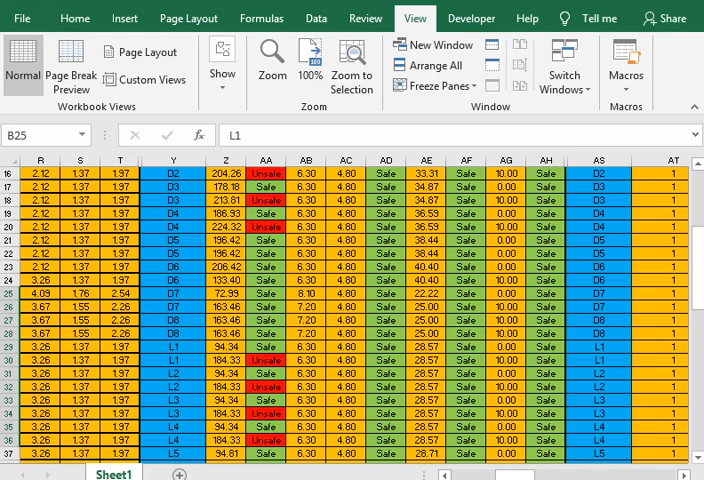 File Home Insert Page Layout Formulas Data Review View Developer Help Tell me Share
Normal Page Break Preview Page Layout Custom Views Show Zoom 100% Zoom to Selection New Window Arrange All Freeze Panes Switch Windows Macros
Workbook Views Zoom Window Macros
B25 fx L1
R S T Y Z AA AB AC AD AE AF AG AH AS AT
16 2.12 1.37 1.97 D2 204.26 Unsafe 6.30 4.80 Safe 33.31 Safe 10.00 Safe D2 1
17 2.12 1.37 1.97 D3 178.18 Safe 6.30 4.80 Safe 34.87 Safe 0.00 Safe D3 1
18 2.12 1.37 1.97 D3 213.81 Unsafe 6.30 4.80 Safe 34.87 Safe 10.00 Safe D3 1
19 2.12 1.37 1.97 D4 186.93 Safe 6.30 4.80 Safe 36.59 Safe 0.00 Safe D4 1
20 2.12 1.37 1.97 D4 224.32 Unsafe 6.30 4.80 Safe 36.59 Safe 10.00 Safe D4 1
21 2.12 1.37 1.97 D5 196.42 Safe 6.30 4.80 Safe 38.44 Safe 0.00 Safe D5 1
22 2.12 1.37 1.97 D5 196.42 Safe 6.30 4.80 Safe 38.44 Safe 0.00 Safe D5 1
23 2.12 1.37 1.97 D6 206.42 Safe 6.30 4.80 Safe 40.40 Safe 0.00 Safe D6 1
24 3.26 1.37 1.97 D6 133.40 Safe 6.30 4.80 Safe 40.40 Safe 10.00 Safe D6 1
25 4.09 1.76 2.54 D7 72.99 Safe 8.10 4.80 Safe 22.22 Safe 0.00 Safe D7 1
26 3.67 1.55 2.26 D7 163.46 Safe 7.20 4.80 Safe 25.00 Safe 10.00 Safe D7 1
27 3.67 1.55 2.26 D8 163.46 Safe 7.20 4.80 Safe 25.00 Safe 10.00 Safe D8 1
28 3.67 1.55 2.26 D8 163.46 Safe 7.20 4.80 Safe 25.00 Safe 10.00 Safe D8 1
29 3.26 1.37 1.97 L1 94.34 Safe 6.30 4.80 Safe 28.57 Safe 0.00 Safe L1 1
30 3.26 1.37 1.97 L1 184.33 Unsafe 6.30 4.80 Safe 28.57 Safe 10.00 Safe L1 1
31 3.26 1.37 1.97 L2 94.34 Safe 6.30 4.80 Safe 28.57 Safe 0.00 Safe L2 1
32 3.26 1.37 1.97 L2 184.33 Unsafe 6.30 4.80 Safe 28.57 Safe 10.00 Safe L2 1
33 3.26 1.37 1.97 L3 94.34 Safe 6.30 4.80 Safe 28.57 Safe 0.00 Safe L3 1
34 3.26 1.37 1.97 L3 184.33 Unsafe 6.30 4.80 Safe 28.57 Safe 10.00 Safe L3 1
35 3.26 1.37 1.97 L4 94.34 Safe 6.30 4.80 Safe 28.57 Safe 0.00 Safe L4 1
36 3.26 1.37 1.97 L4 184.33 Unsafe 6.30 4.80 Safe 28.57 Safe 10.00 Safe L4 1
37 3.26 1.37 1.97 L5 94.81 Safe 6.30 4.80 Safe 28.71 Safe 0.00 Safe L5 1
Sheet1